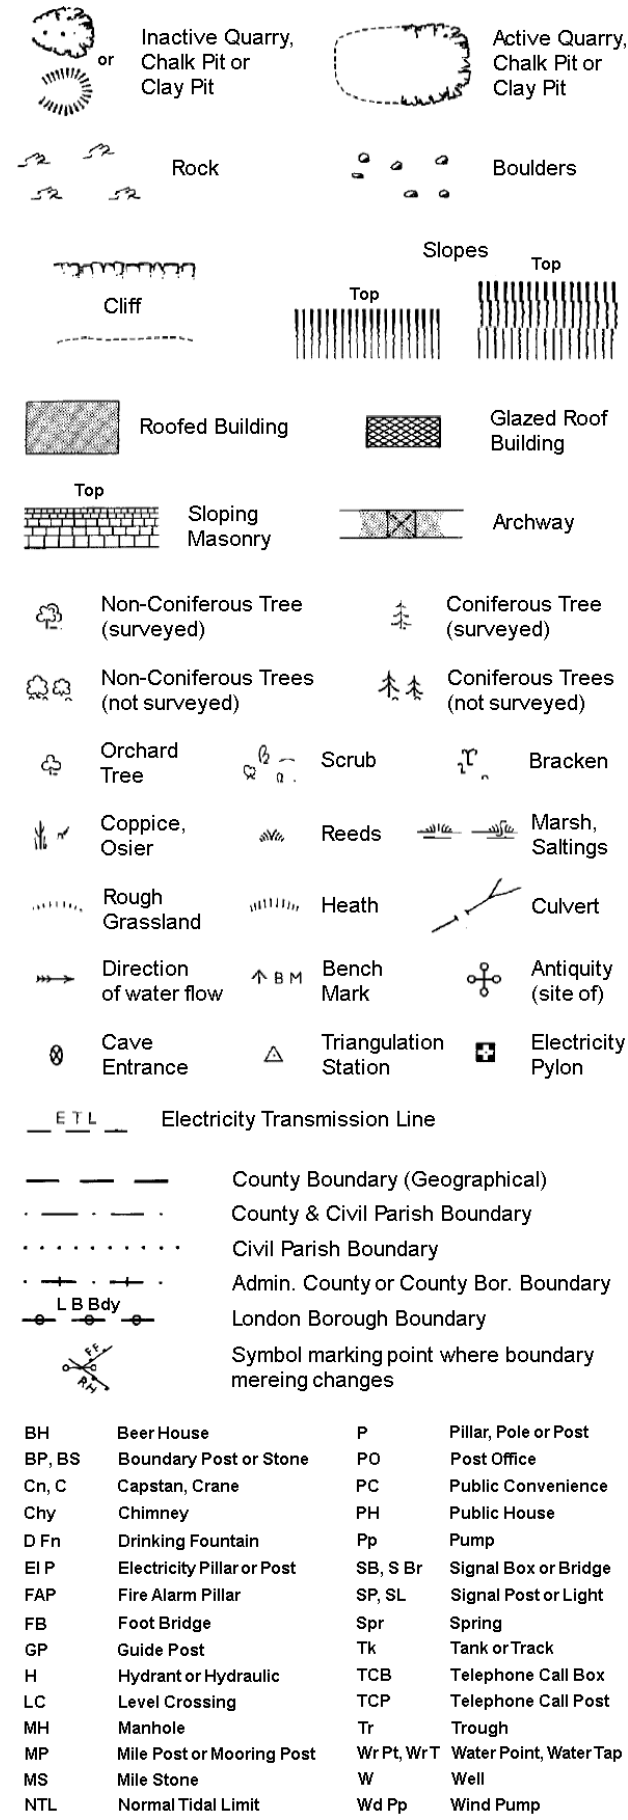 or
Inactive Quarry,
Chalk Pit or
Clay Pit
Active Quarry,
Chalk Pit or
Clay Pit
Rock
Boulders
Cliff
Slopes
Top
Top
Roofed Building
Glazed Roof
Building
Top
Sloping
Masonry
Archway
Non-Coniferous Tree
(surveyed)
Coniferous Tree
(surveyed)
Non-Coniferous Trees
(not surveyed)
Coniferous Trees
(not surveyed)
Orchard
Tree
Scrub
Bracken
Coppice,
Osier
Reeds
Marsh,
Saltings
Rough
Grassland
Heath
Culvert
Direction
of water flow
B M
Bench
Mark
Antiquity
(site of)
Cave
Entrance
Triangulation
Station
Electricity
Pylon
E T L
Electricity Transmission Line
County Boundary (Geographical)
County & Civil Parish Boundary
Civil Parish Boundary
Admin. County or County Bor. Boundary
L B Bdy
London Borough Boundary
FF
RH
Symbol marking point where boundary
mereing changes
BH Beer House P Pillar, Pole or Post
BP, BS Boundary Post or Stone PO Post Office
Cn, C Capstan, Crane PC Public Convenience
Chy Chimney PH Public House
D Fn Drinking Fountain Pp Pump
El P Electricity Pillar or Post SB, S Br Signal Box or Bridge
FAP Fire Alarm Pillar SP, SL Signal Post or Light
FB Foot Bridge Spr Spring
GP Guide Post Tk Tank or Track
H Hydrant or Hydraulic TCB Telephone Call Box
LC Level Crossing TCP Telephone Call Post
MH Manhole Tr Trough
MP Mile Post or Mooring Post Wr Pt, Wr T Water Point, Water Tap
MS Mile Stone W Well
NTL Normal Tidal Limit Wd Pp Wind Pump